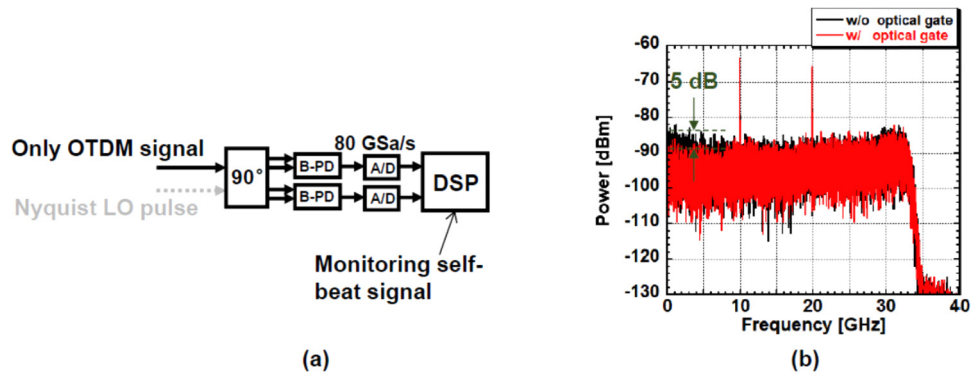 Only OTDM signal
Nyquist LO pulse
90°
B-PD
B-PD
80 GSa/s
A/D
A/D
DSP
Monitoring self-
beat signal
(a)
w/o optical gate
w/ optical gate
5 dB
Power [dBm]
-60
-70
-80
-90
-100
-110
-120
-130
0
10
20
30
40
Frequency [GHz]
(b)